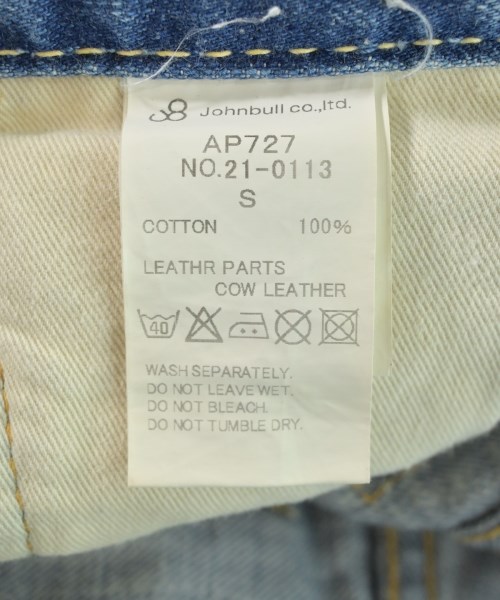 Johnbull co.,ltd.
AP727
NO.21-0113
S
COTTON 100%
LEATHR PARTS
COW LEATHER
40
WASH SEPARATELY.
DO NOT LEAVE WET.
DO NOT BLEACH.
DO NOT TUMBLE DRY.